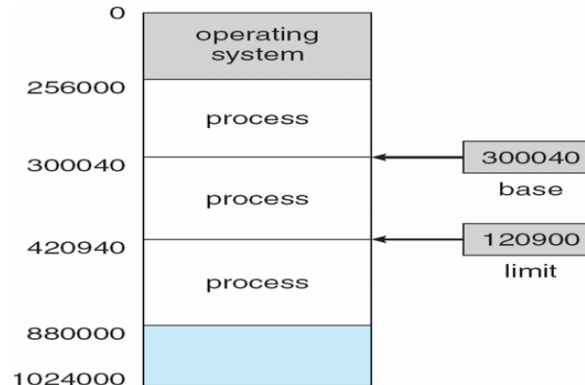 0
operating
system
256000
process
300040
300040
base
process
420940
120900
limit
process
880000
1024000